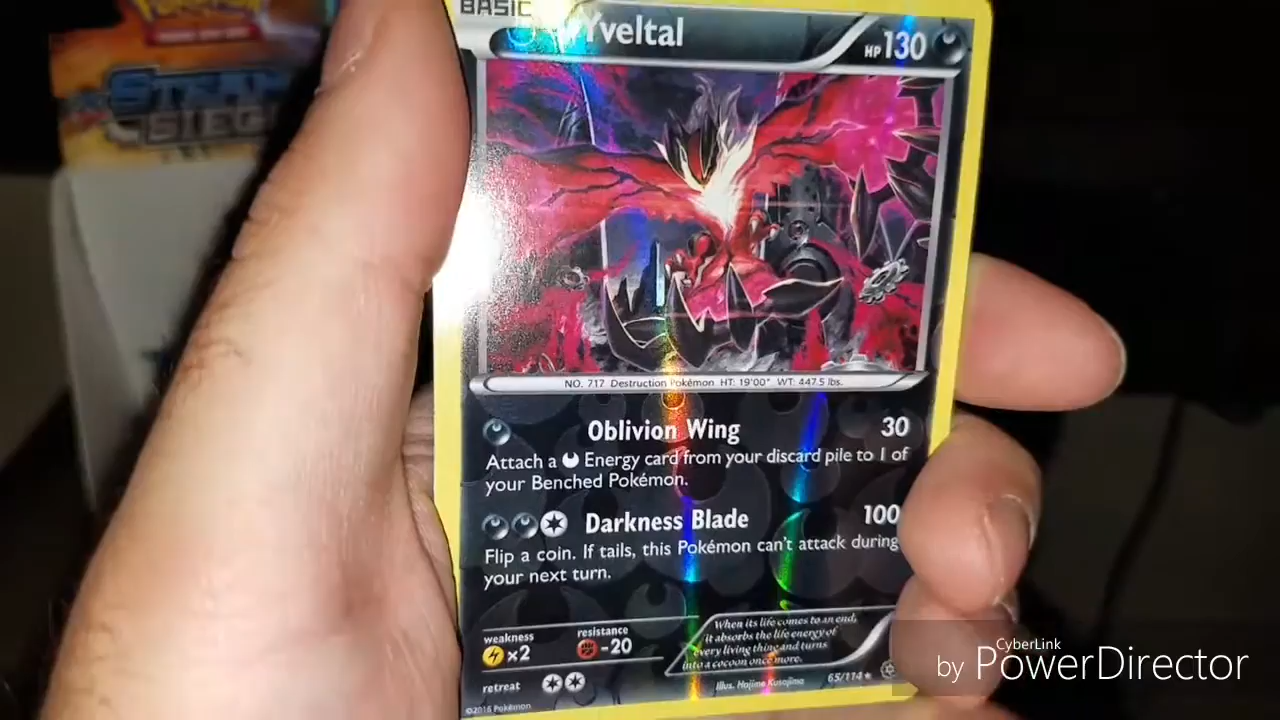 STEAM
SIEGE
BASIC
Yveltal
HP 130
NO. 717 Destruction Pokémon HT: 19'00" WT: 447.5 lbs.
Oblivion Wing 30
Attach a Energy card from your discard pile to 1 of
your Benched Pokémon.
Darkness Blade 100
Flip a coin. If tails, this Pokémon can't attack during
your next turn.
weakness
×2
resistance
-20
When its life comes to an end,
it absorbs the life energy of
every living thing and turns
into a cocoon once more.
retreat
Illus. Hajime Kusajima 65/114 ★
©2016 Pokémon
CyberLink
by PowerDirector